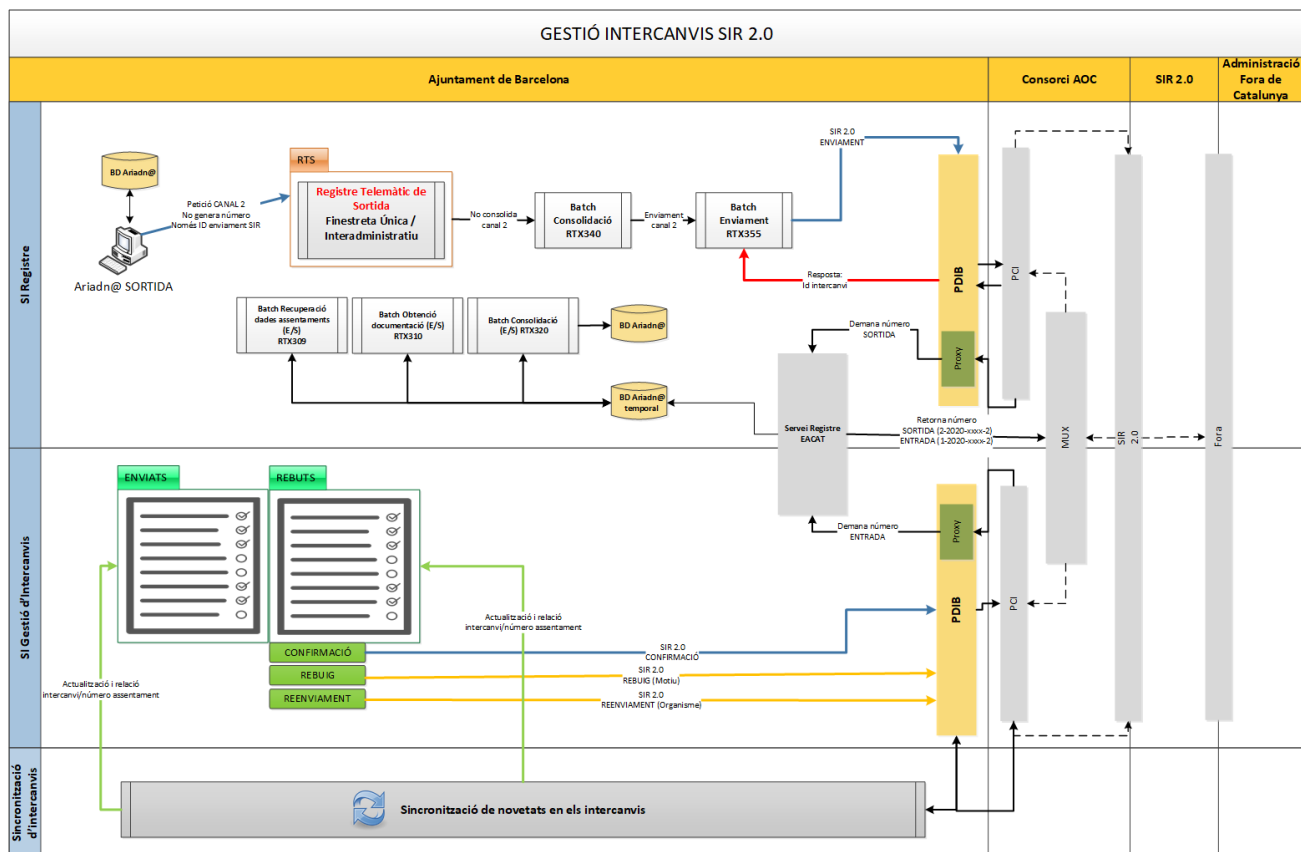 GESTIÓ INTERCANVIS SIR 2.0
Ajuntament de Barcelona
Consorci AOC
SIR 2.0
Administració
Fora de
Catalunya
SI Registre
BD Ariadn@
Ariadn@ SORTIDA
Petició CANAL 2
No genera número
Només ID enviament SIR
RTS
Registre Telemàtic de
Sortida
Finestreta Única /
Interadministratiu
No consolida
canal 2
Batch
Consolidació
RTX340
Enviament
canal 2
Batch
Enviament
RTX355
SIR 2.0
ENVIAMENT
Resposta:
Id intercanvi
PDIB
Proxy
PCI
Batch Recuperació
dades assentaments
(E/S)
RTX309
Batch Obtenció
documentació (E/S)
RTX310
Batch Consolidació
(E/S) RTX320
BD Ariadn@
BD Ariadn@
temporal
Demana número
SORTIDA
Servei Registre
EACAT
Retorna número
SORTIDA (2-2020-xxxx-2)
ENTRADA (1-2020-xxxx-2)
MUX
SIR 2.0
Fora
SI Gestió d'Intercanvis
ENVIATS
REBUTS
Demana número
ENTRADA
Proxy
PDIB
PCI
Actualització i relació
intercanvi/número assentament
CONFIRMACIÓ
SIR 2.0
CONFIRMACIÓ
REBUIG
SIR 2.0
REBUIG (Motiu)
REENVIAMENT
SIR 2.0
REENVIAMENT (Organisme)
Actualització i relació
intercanvi/número assentament
Sincronització
d'intercanvis
Sincronització de novetats en els intercanvis